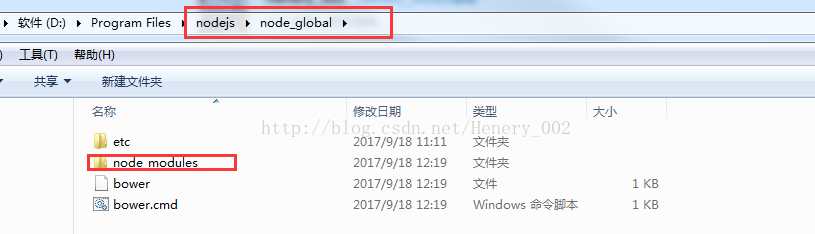 软件 (D:) Program Files nodejs node_global
) 工具(T) 帮助(H)
共享 新建文件夹
名称 修改日期 类型 大小
http://blog.csdn.net/Henery_002
etc 2017/9/18 11:11 文件夹
node_modules 2017/9/18 12:19 文件夹
bower 2017/9/18 12:19 文件 1 KB
bower.cmd 2017/9/18 12:19 Windows 命令脚本 1 KB